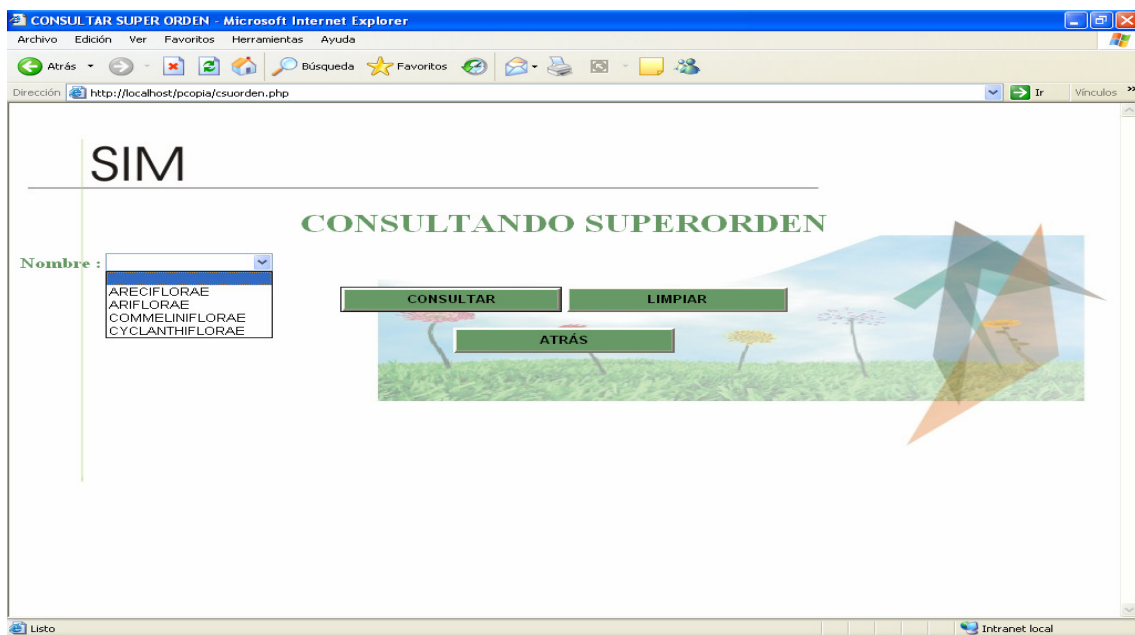 CONSULTAR SUPER ORDEN - Microsoft Internet Explorer
Archivo Edición Ver Favoritos Herramientas Ayuda
Atrás Búsqueda Favoritos
Dirección http://localhost/pcopia/csuorden.php Ir Vínculos »
SIM
CONSULTANDO SUPERORDEN
Nombre :
ARECIFLORAE
ARIFLORAE
COMMELINIFLORAE
CYCLANTHIFLORAE
CONSULTAR LIMPIAR
ATRÁS
Listo Intranet local